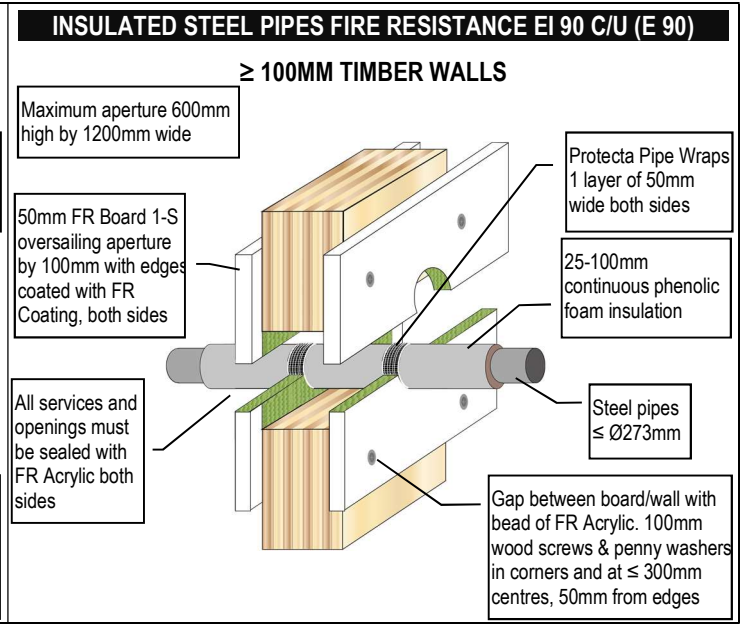 INSULATED STEEL PIPES FIRE RESISTANCE EI 90 C/U (E 90)
≥ 100MM TIMBER WALLS
Maximum aperture 600mm
high by 1200mm wide
50mm FR Board 1-S
oversailing aperture
by 100mm with edges
coated with FR
Coating, both sides
All services and
openings must
be sealed with
FR Acrylic both
sides
Protecta Pipe Wraps
1 layer of 50mm
wide both sides
25-100mm
continuous phenolic
foam insulation
Steel pipes
≤ Ø273mm
Gap between board/wall with
bead of FR Acrylic. 100mm
wood screws & penny washers
in corners and at ≤ 300mm
centres, 50mm from edges